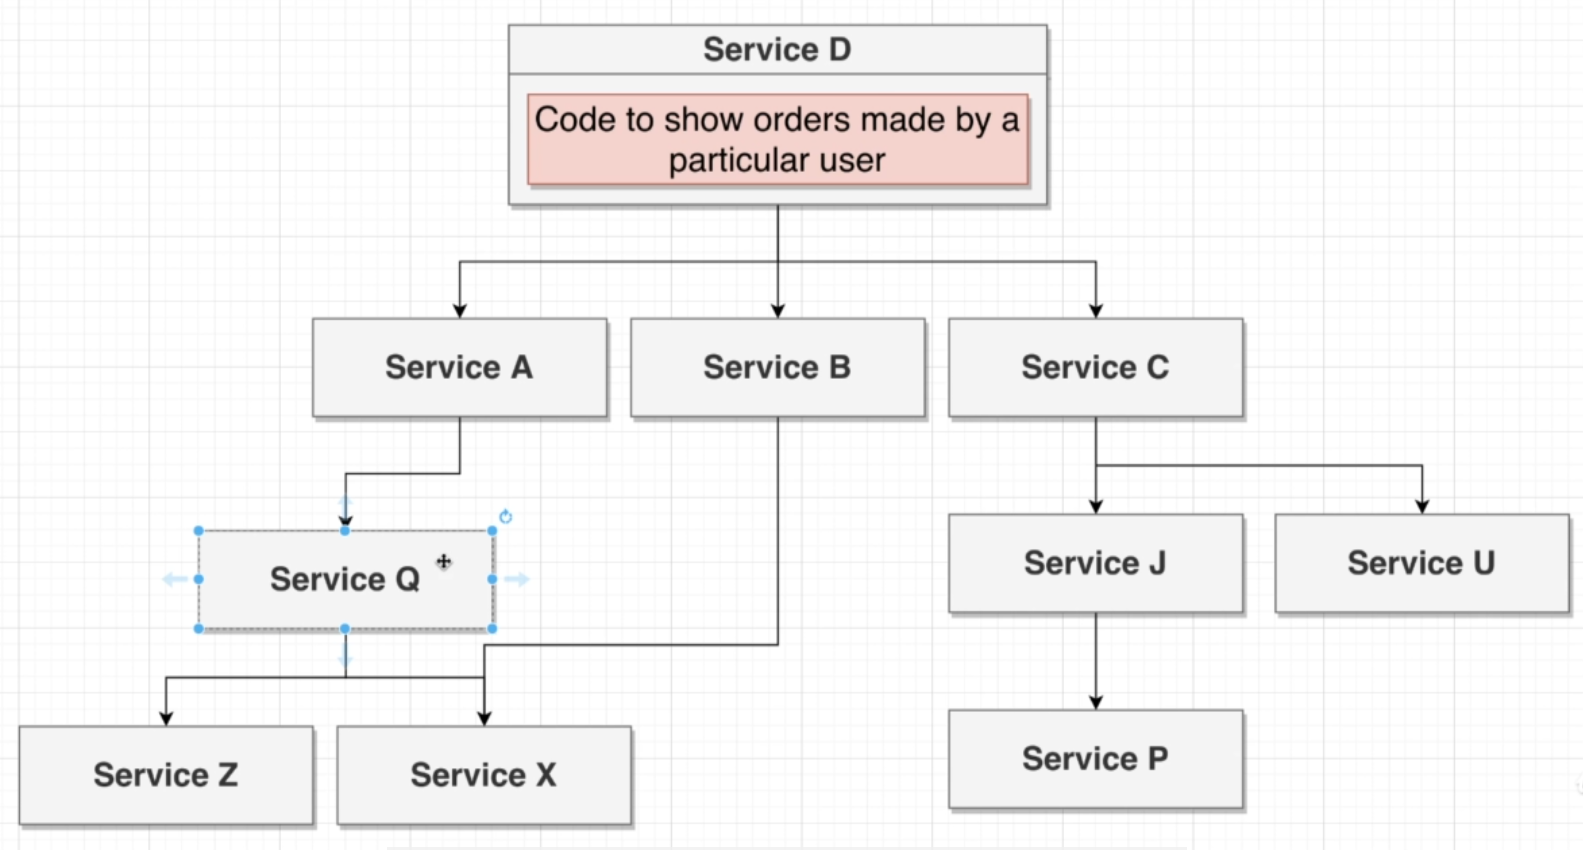 Service D
Code to show orders made by a
particular user
Service A
Service B
Service C
Service Q
Service J
Service U
Service Z
Service X
Service P